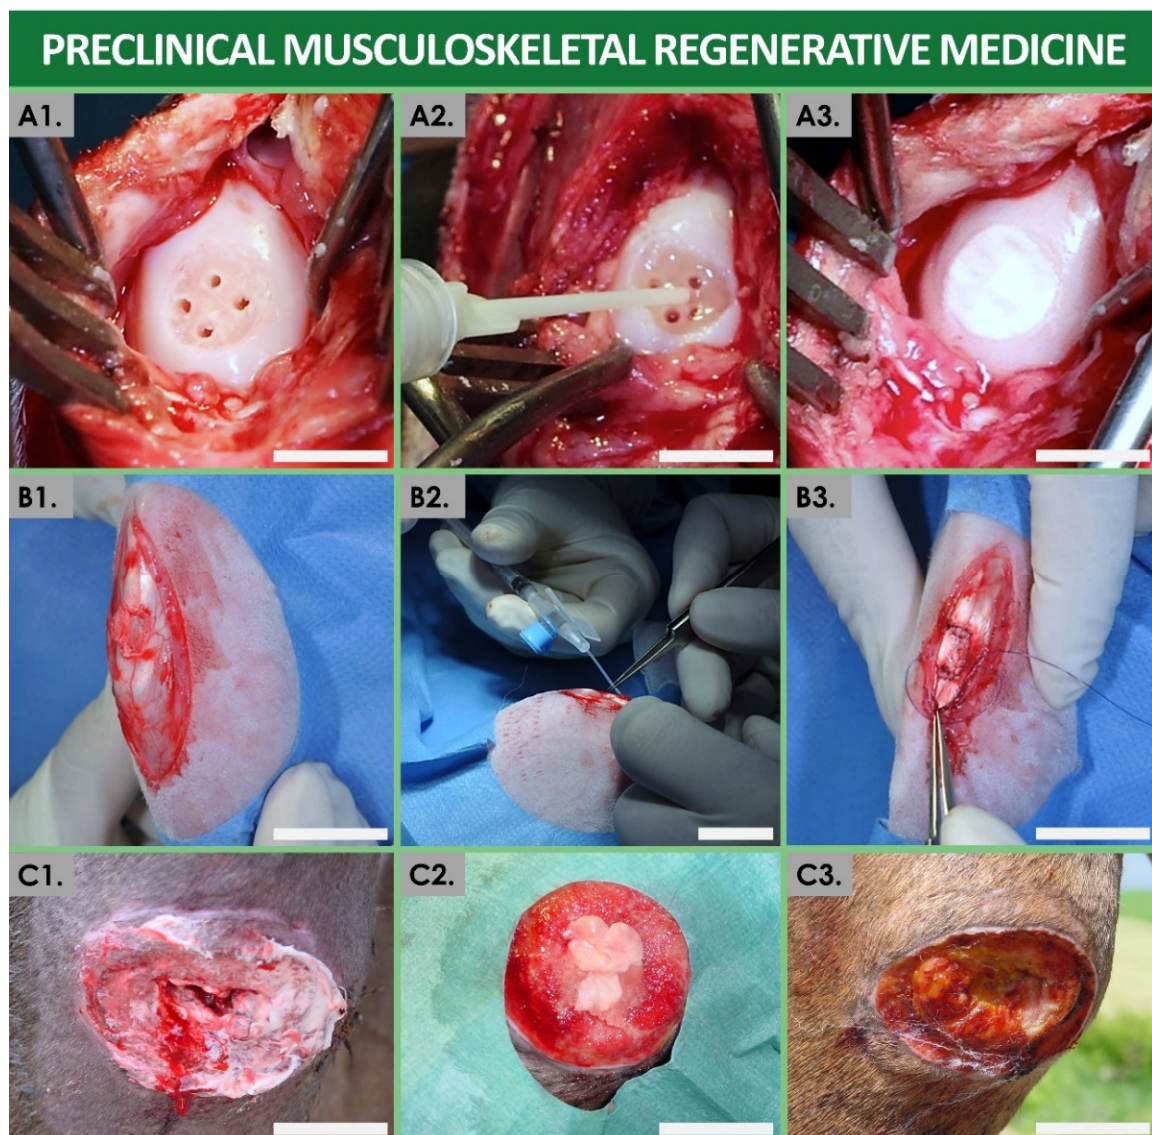 PRECLINICAL MUSCULOSKELETAL REGENERATIVE MEDICINE
A1.
A2.
A3.
B1.
B2.
B3.
C1.
C2.
C3.